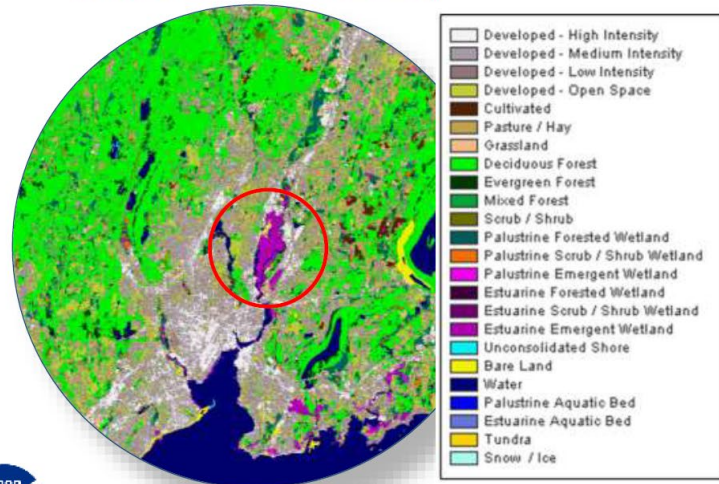 Developed - High Intensity
Developed - Medium Intensity
Developed - Low Intensity
Developed - Open Space
Cultivated
Pasture / Hay
Grassland
Deciduous Forest
Evergreen Forest
Mixed Forest
Scrub / Shrub
Palustrine Forested Wetland
Palustrine Scrub / Shrub Wetland
Palustrine Emergent Wetland
Estuarine Forested Wetland
Estuarine Scrub / Shrub Wetland
Estuarine Emergent Wetland
Unconsolidated Shore
Bare Land
Water
Palustrine Aquatic Bed
Estuarine Aquatic Bed
Tundra
Snow / Ice